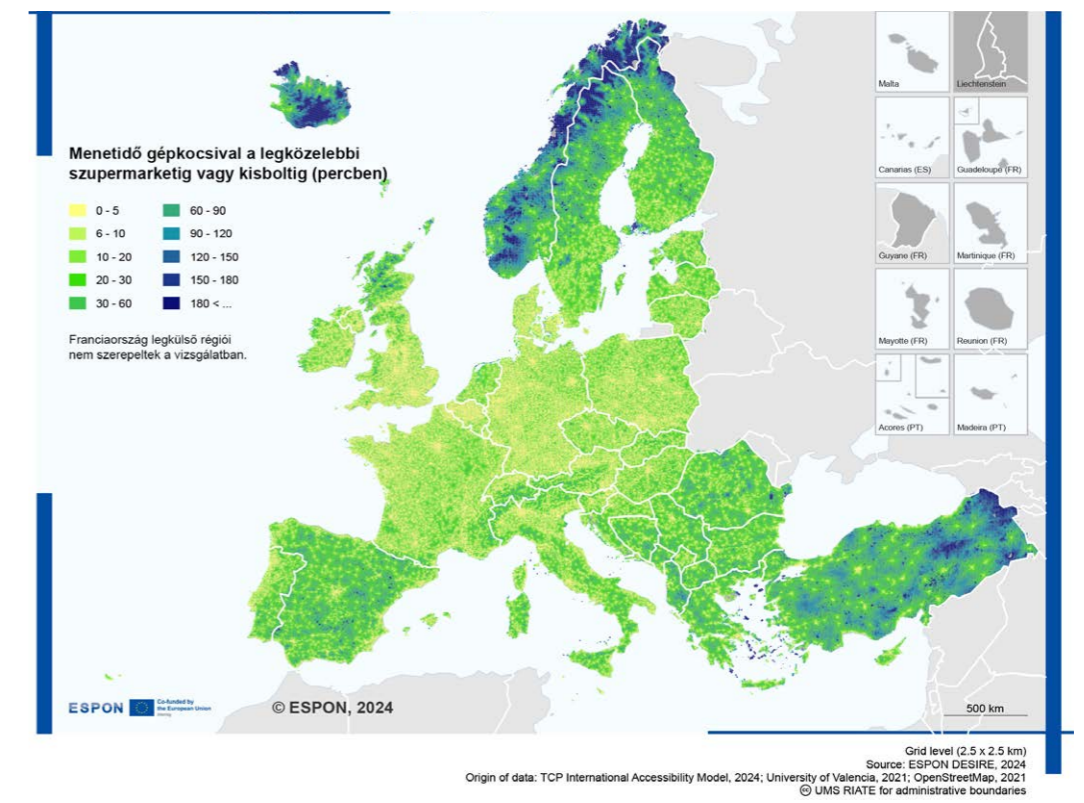 Malta
Liechtenstein
Canarias (ES)
Guadeloupe (FR)
Guyane (FR)
Martinique (FR)
Mayotte (FR)
Reunion (FR)
Acores (PT)
Madeira (PT)
Menetidő gépkocsival a legközelebbi
szupermarketig vagy kisboltig (percben)
0 - 5
6 - 10
10 - 20
20 - 30
30 - 60
60 - 90
90 - 120
120 - 150
150 - 180
180 < ...
Franciaország legkülső régiói
nem szerepeltek a vizsgálatban.
ESPON
Co-funded by
the European Union
© ESPON, 2024
500 km
Grid level (2.5 x 2.5 km)
Source: ESPON DESIRE, 2024
Origin of data: TCP International Accessibility Model, 2024; University of Valencia, 2021; OpenStreetMap, 2021
UMS RIATE for administrative boundaries